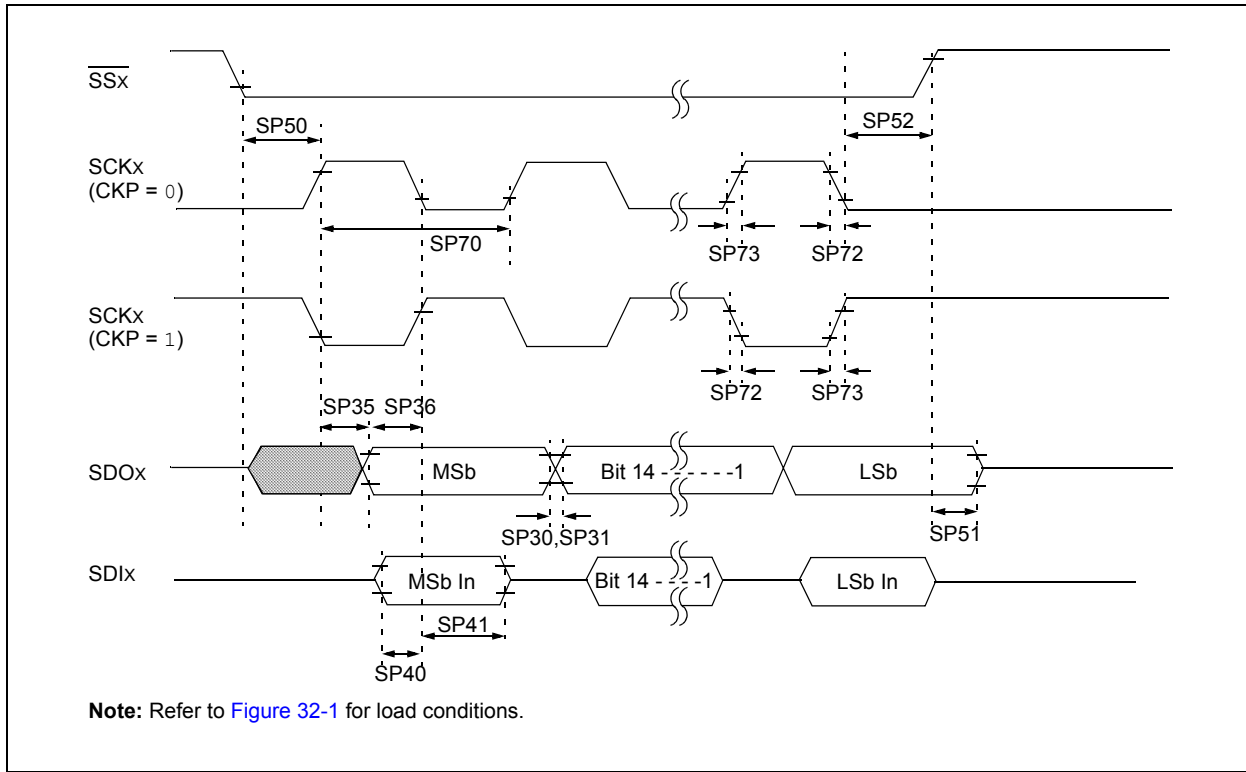 SSx
SP50
SP52
SCKx
(CKP = 0)
SP70
SP73
SP72
SCKx
(CKP = 1)
SP72
SP73
SP35
SP36
SDOx
MSb
Bit 14 - - - - - -1
LSb
SP30,SP31
SP51
SDIx
MSb In
Bit 14 - - - -1
LSb In
SP41
SP40
Note: Refer to Figure 32-1 for load conditions.